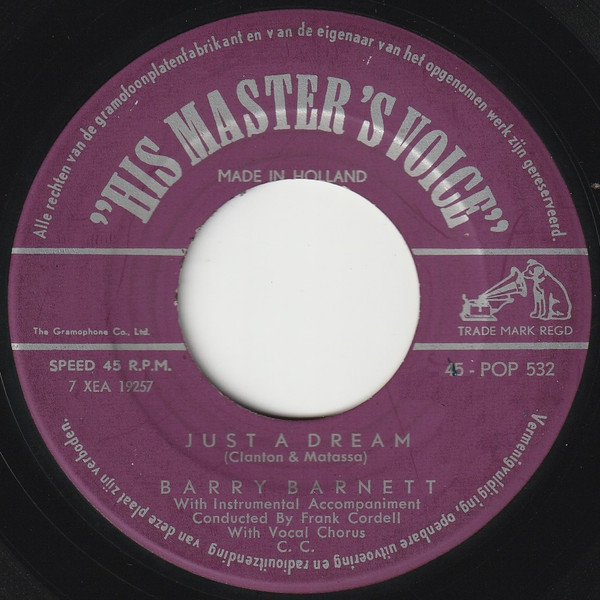 Alle rechten van de gramofoonplatenfabrikant en van de eigenaar van het opgenomen werk zijn gereserveerd.
"HIS MASTER'S VOICE"
MADE IN HOLLAND
The Gramophone Co., Ltd.
TRADE MARK REGD
SPEED 45 R.P.M.
7 XEA 19257
45 - POP 532
JUST A DREAM
(Clanton & Matassa)
BARRY BARNETT
With Instrumental Accompaniment
Conducted By Frank Cordell
With Vocal Chorus
C. C.
Vermenigvuldiging, openbare uitvoering en radiouitzending van deze plaat zijn verboden.